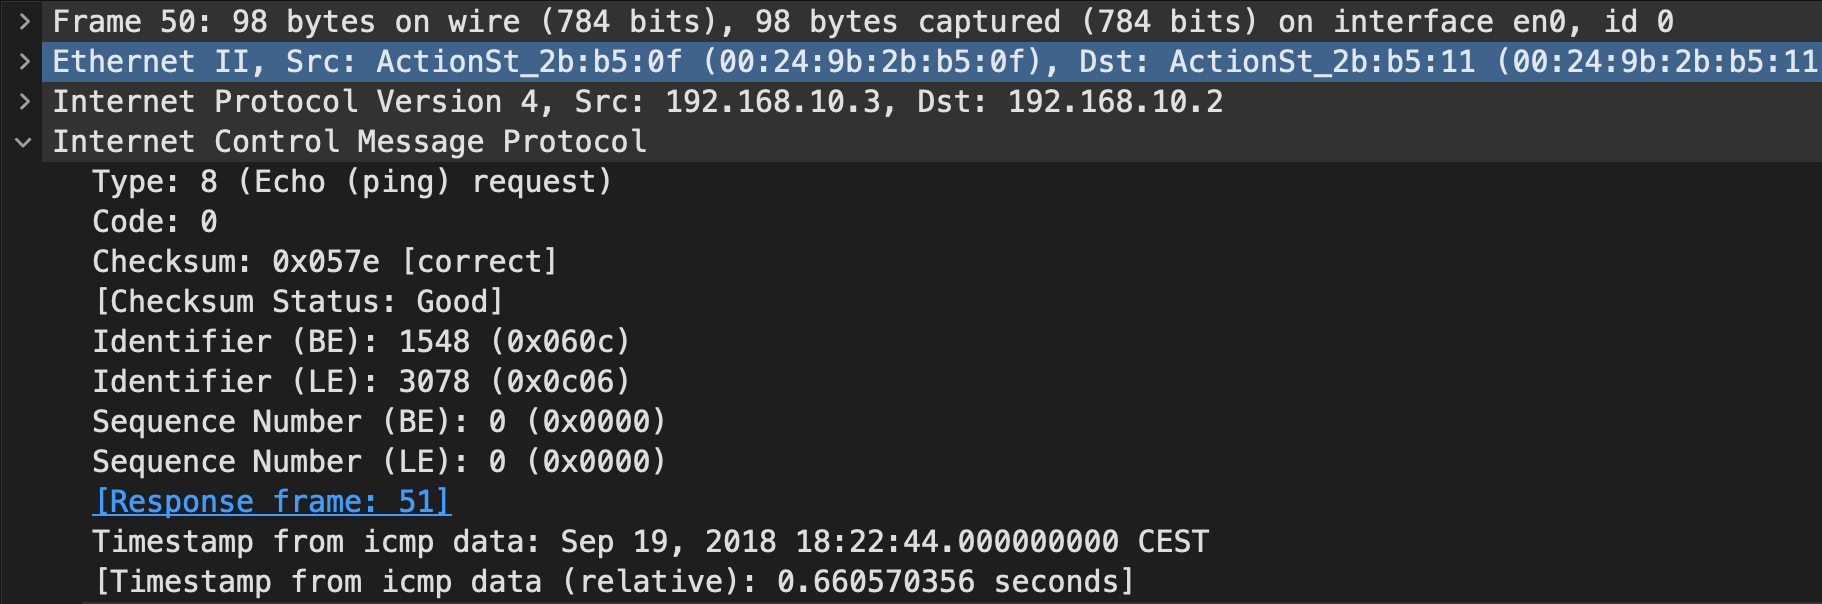 Frame 50: 98 bytes on wire (784 bits), 98 bytes captured (784 bits) on interface en0, id 0
Ethernet II, Src: ActionSt_2b:b5:0f (00:24:9b:2b:b5:0f), Dst: ActionSt_2b:b5:11 (00:24:9b:2b:b5:11
Internet Protocol Version 4, Src: 192.168.10.3, Dst: 192.168.10.2
Internet Control Message Protocol
Type: 8 (Echo (ping) request)
Code: 0
Checksum: 0x057e [correct]
[Checksum Status: Good]
Identifier (BE): 1548 (0x060c)
Identifier (LE): 3078 (0x0c06)
Sequence Number (BE): 0 (0x0000)
Sequence Number (LE): 0 (0x0000)
[Response frame: 51]
Timestamp from icmp data: Sep 19, 2018 18:22:44.000000000 CEST
[Timestamp from icmp data (relative): 0.660570356 seconds]